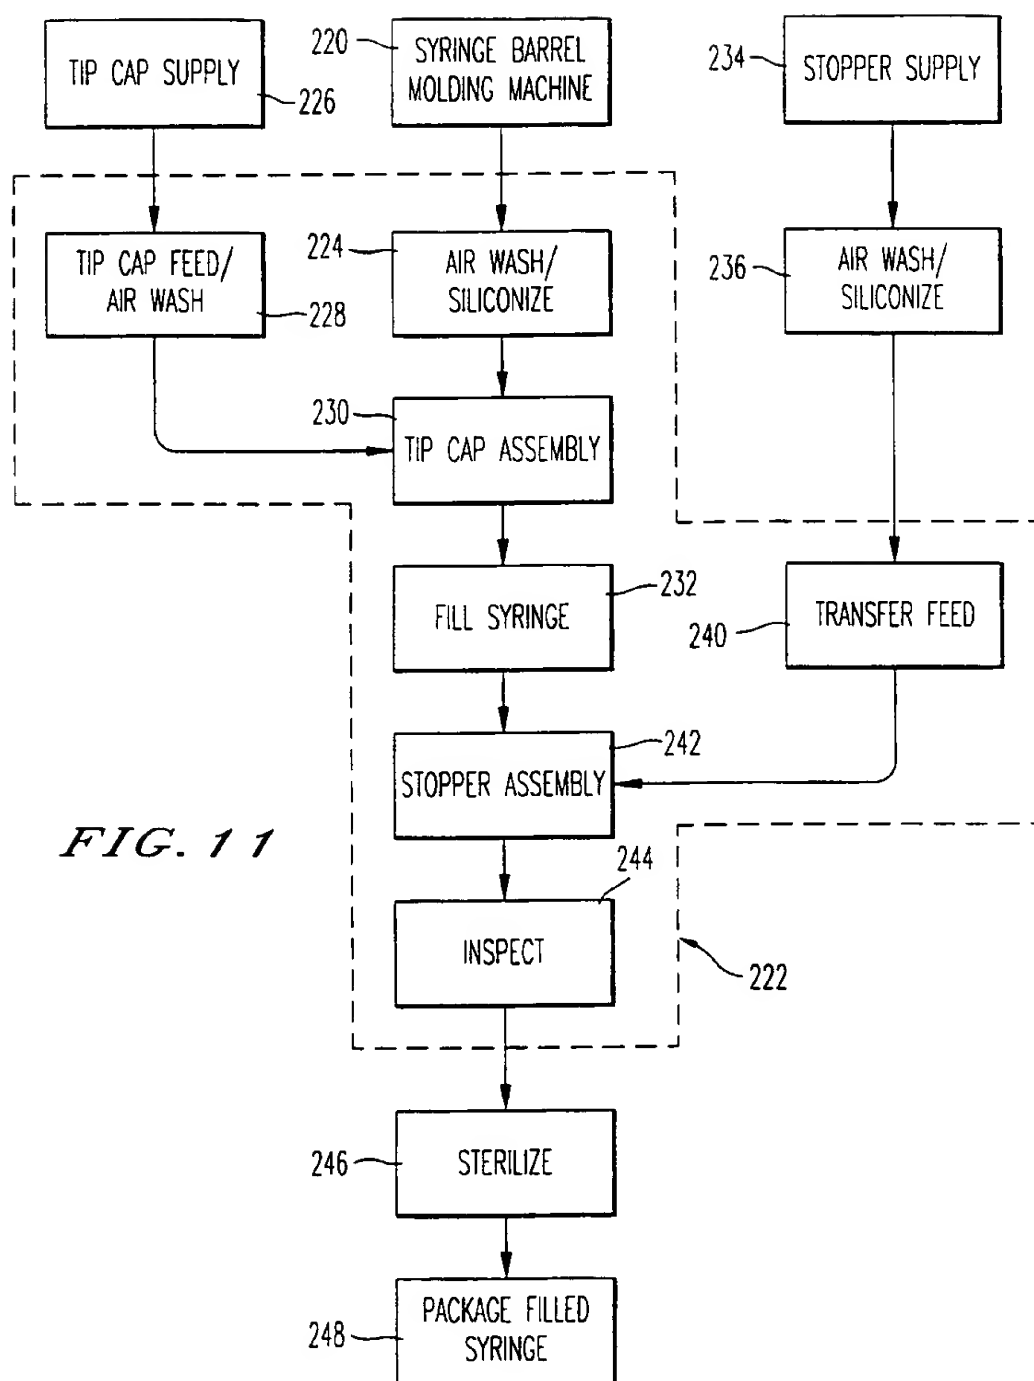 TIP CAP SUPPLY
226
220
SYRINGE BARREL
MOLDING MACHINE
234
STOPPER SUPPLY
TIP CAP FEED/
AIR WASH
228
224
AIR WASH/
SILICONIZE
236
AIR WASH/
SILICONIZE
230
TIP CAP ASSEMBLY
FILL SYRINGE
232
TRANSFER FEED
240
STOPPER ASSEMBLY
242
FIG. 11
244
INSPECT
222
246
STERILIZE
248
PACKAGE FILLED
SYRINGE